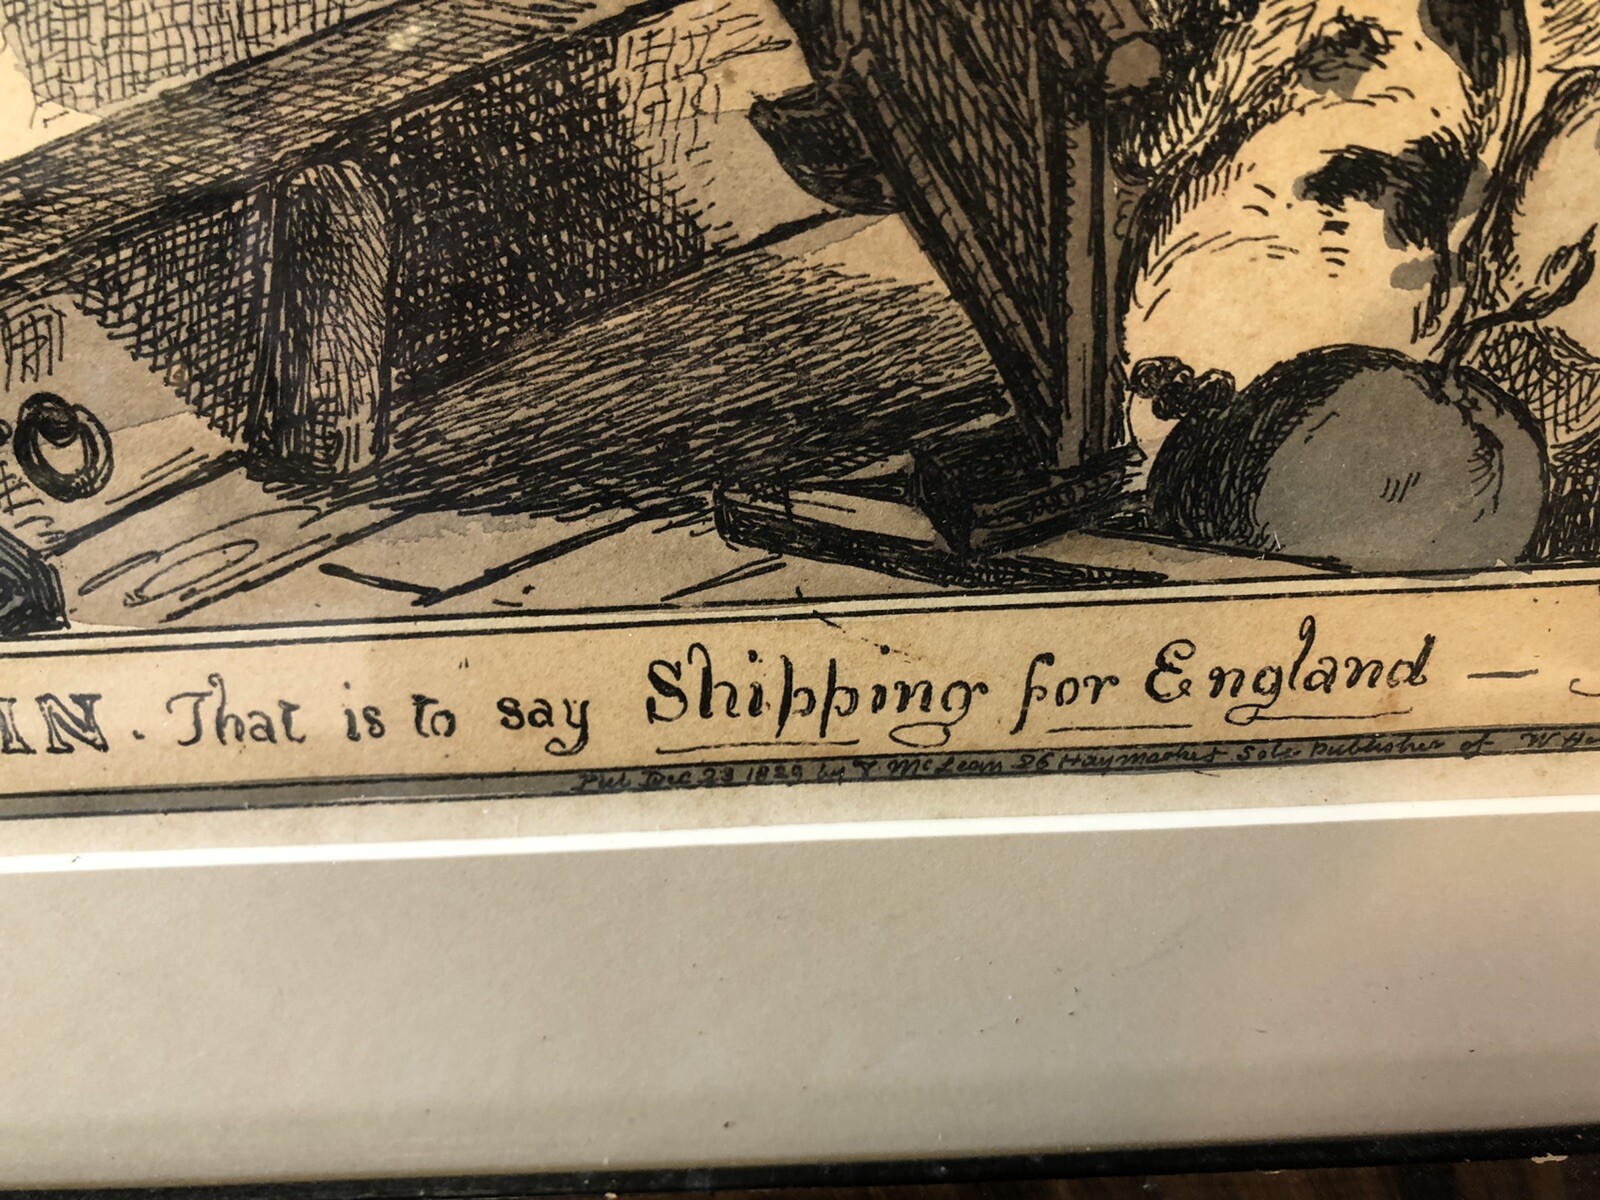 IN. That is to say Shipping for England —
Pub Dec 23 1829 by T. McLean 26 Haymarket Sole Publisher of W